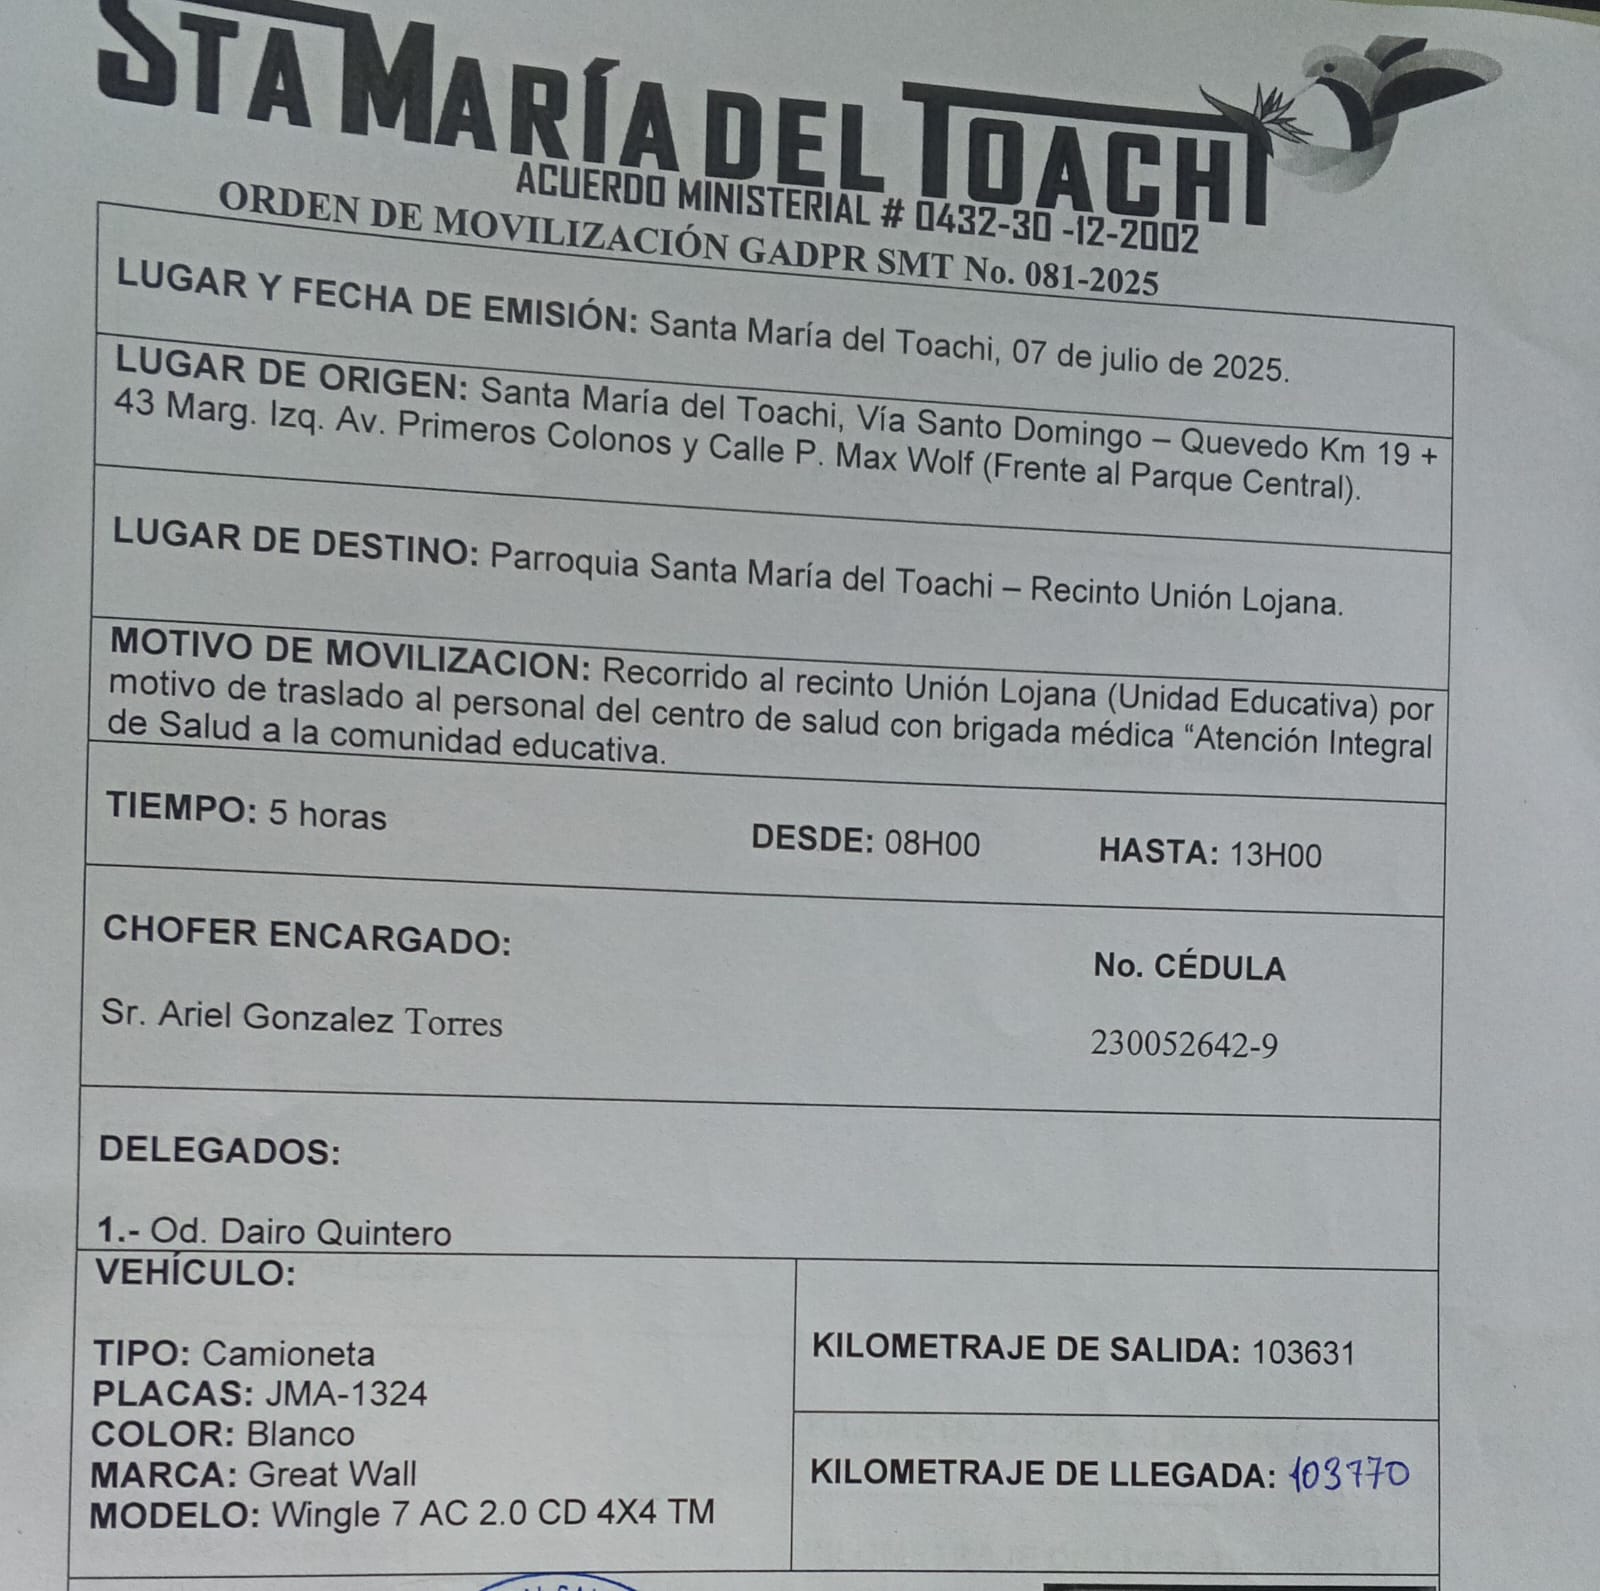 STA MARÍA DEL TOACHI
ACUERDO MINISTERIAL # 0432-30 -12-2002
ORDEN DE MOVILIZACIÓN GADPR SMT No. 081-2025
LUGAR Y FECHA DE EMISIÓN: Santa María del Toachi, 07 de julio de 2025.
LUGAR DE ORIGEN: Santa María del Toachi, Vía Santo Domingo – Quevedo Km 19 +
43 Marg. Izq. Av. Primeros Colonos y Calle P. Max Wolf (Frente al Parque Central).
LUGAR DE DESTINO: Parroquia Santa María del Toachi – Recinto Unión Lojana.
MOTIVO DE MOVILIZACION: Recorrido al recinto Unión Lojana (Unidad Educativa) por
motivo de traslado al personal del centro de salud con brigada médica “Atención Integral
de Salud a la comunidad educativa.
TIEMPO: 5 horas DESDE: 08H00 HASTA: 13H00
CHOFER ENCARGADO: No. CÉDULA
Sr. Ariel Gonzalez Torres 230052642-9
DELEGADOS:
1.- Od. Dairo Quintero
VEHÍCULO:
TIPO: Camioneta
PLACAS: JMA-1324
COLOR: Blanco
MARCA: Great Wall
MODELO: Wingle 7 AC 2.0 CD 4X4 TM
KILOMETRAJE DE SALIDA: 103631
KILOMETRAJE DE LLEGADA: 103770